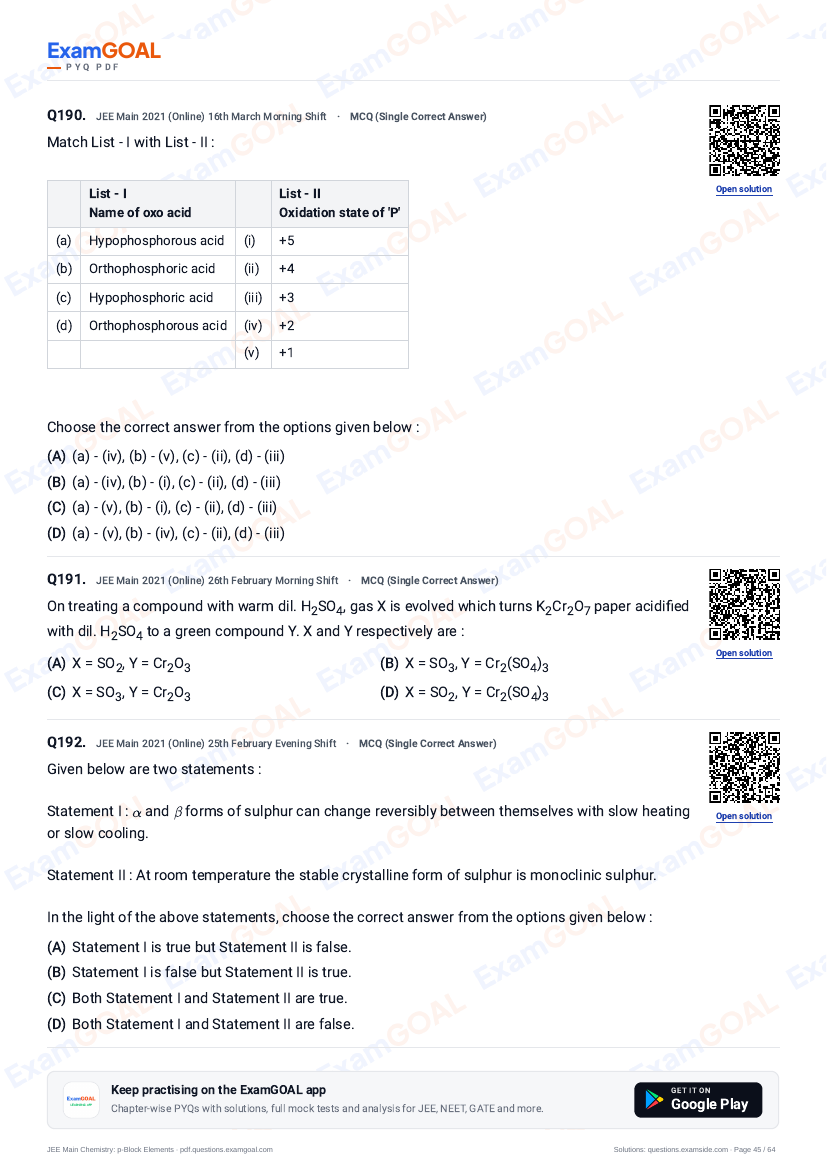 ExamGOAL
PYQ PDF
Q190. JEE Main 2021 (Online) 16th March Morning Shift · MCQ (Single Correct Answer)
Match List - I with List - II :
Open solution
List - I List - II
Name of oxo acid Oxidation state of 'P'
(a) Hypophosphorous acid (i) +5
(b) Orthophosphoric acid (ii) +4
(c) Hypophosphoric acid (iii) +3
(d) Orthophosphorous acid (iv) +2
(v) +1
Choose the correct answer from the options given below :
(A) (a) - (iv), (b) - (v), (c) - (ii), (d) - (iii)
(B) (a) - (iv), (b) - (i), (c) - (ii), (d) - (iii)
(C) (a) - (v), (b) - (i), (c) - (ii), (d) - (iii)
(D) (a) - (v), (b) - (iv), (c) - (ii), (d) - (iii)
Q191. JEE Main 2021 (Online) 26th February Morning Shift · MCQ (Single Correct Answer)
On treating a compound with warm dil. H₂SO₄, gas X is evolved which turns K₂Cr₂O₇ paper acidified
with dil. H₂SO₄ to a green compound Y. X and Y respectively are :
Open solution
(A) X = SO₂, Y = Cr₂O₃ (B) X = SO₃, Y = Cr₂(SO₄)₃
(C) X = SO₃, Y = Cr₂O₃ (D) X = SO₂, Y = Cr₂(SO₄)₃
Q192. JEE Main 2021 (Online) 25th February Evening Shift · MCQ (Single Correct Answer)
Given below are two statements :
Statement I : α and β forms of sulphur can change reversibly between themselves with slow heating
or slow cooling.
Open solution
Statement II : At room temperature the stable crystalline form of sulphur is monoclinic sulphur.
In the light of the above statements, choose the correct answer from the options given below :
(A) Statement I is true but Statement II is false.
(B) Statement I is false but Statement II is true.
(C) Both Statement I and Statement II are true.
(D) Both Statement I and Statement II are false.
Keep practising on the ExamGOAL app
Chapter-wise PYQs with solutions, full mock tests and analysis for JEE, NEET, GATE and more.
ExamGOAL
GET IT ON
Google Play
JEE Main Chemistry: p-Block Elements · pdf.questions.examgoal.com Solutions: questions.examside.com · Page 45 / 64